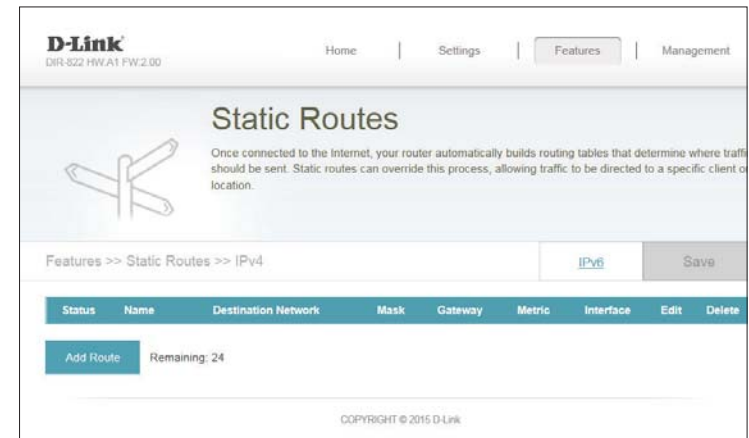 D-Link
DIR-822 HW:A1 FW:2.00
Home | Settings | Features | Management
Static Routes
Once connected to the Internet, your router automatically builds routing tables that determine where traffi
should be sent. Static routes can override this process, allowing traffic to be directed to a specific client o
location.
Features >> Static Routes >> IPv4
IPv6
Save
Status Name Destination Network Mask Gateway Metric Interface Edit Delete
Add Route Remaining: 24
COPYRIGHT © 2015 D-Link